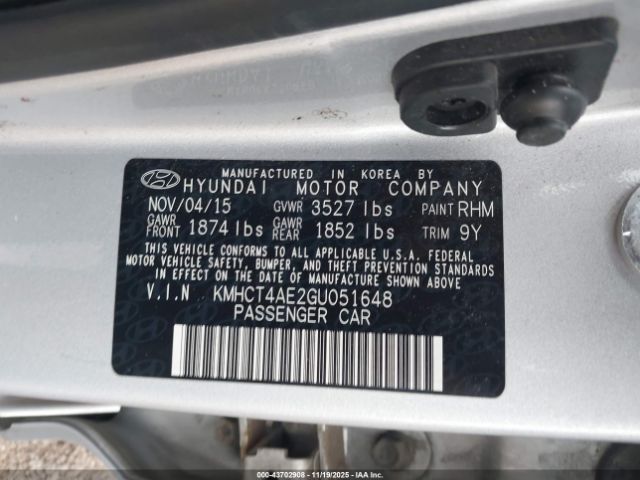 MANUFACTURED IN KOREA BY
HYUNDAI MOTOR COMPANY
NOV/04/15 GVWR 3527 lbs PAINT RHM
GAWR FRONT 1874 lbs GAWR REAR 1852 lbs TRIM 9Y
THIS VEHICLE CONFORMS TO ALL APPLICABLE U.S.A. FEDERAL
MOTOR VEHICLE SAFETY, BUMPER, AND THEFT PREVENTION STANDARDS
IN EFFECT ON THE DATE OF MANUFACTURE SHOWN ABOVE
V.I.N KMHCT4AE2GU051648
PASSENGER CAR
000-43702908 - 11/19/2025 - IAAI.com